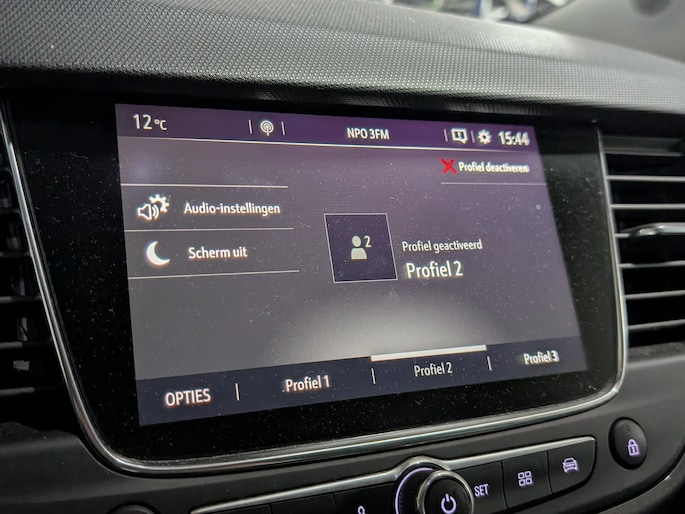 12 °C NPO 3FM 15:44
Profiel deactiveren
Audio-instellingen
Scherm uit
2
Profiel geactiveerd
Profiel 2
OPTIES Profiel 1 Profiel 2 Profiel 3
SET